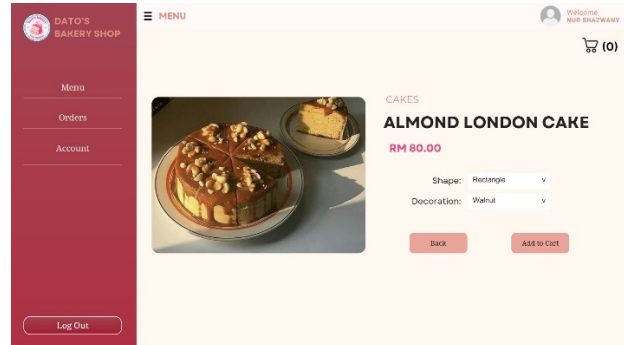 DATO'S
BAKERY SHOP
MENU
Welcome,
NUR SHAZWANY
(0)
Menu
Orders
Account
Log Out
CAKES
ALMOND LONDON CAKE
RM 80.00
Shape: Rectangle v
Decoration: Walnut v
Back
Add to Cart